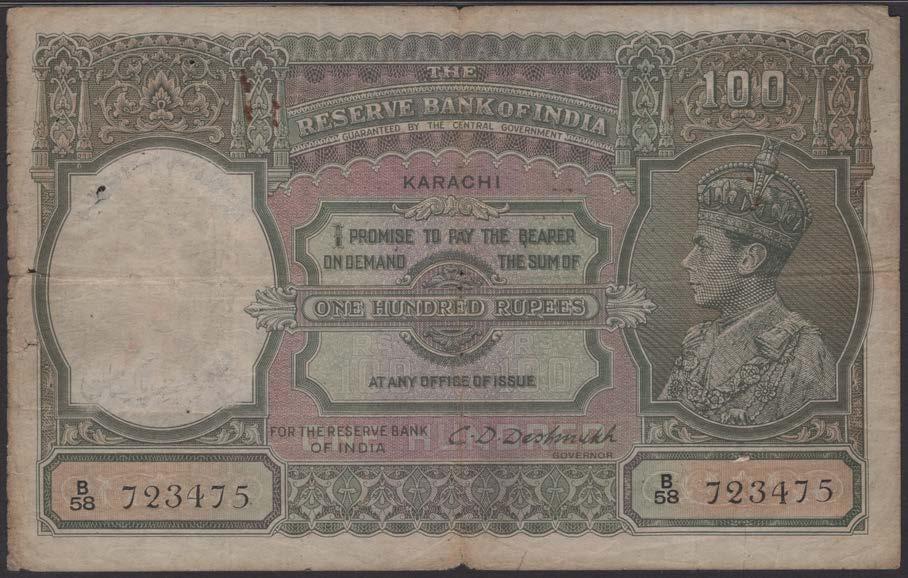 THE
100
RESERVE BANK OF INDIA
GUARANTEED BY THE CENTRAL GOVERNMENT
KARACHI
I PROMISE TO PAY THE BEARER
ON DEMAND THE SUM OF
ONE HUNDRED RUPEES
AT ANY OFFICE OF ISSUE
FOR THE RESERVE BANK
OF INDIA
C. D. Deshmukh
GOVERNOR
B/58 723475
B/58 723475